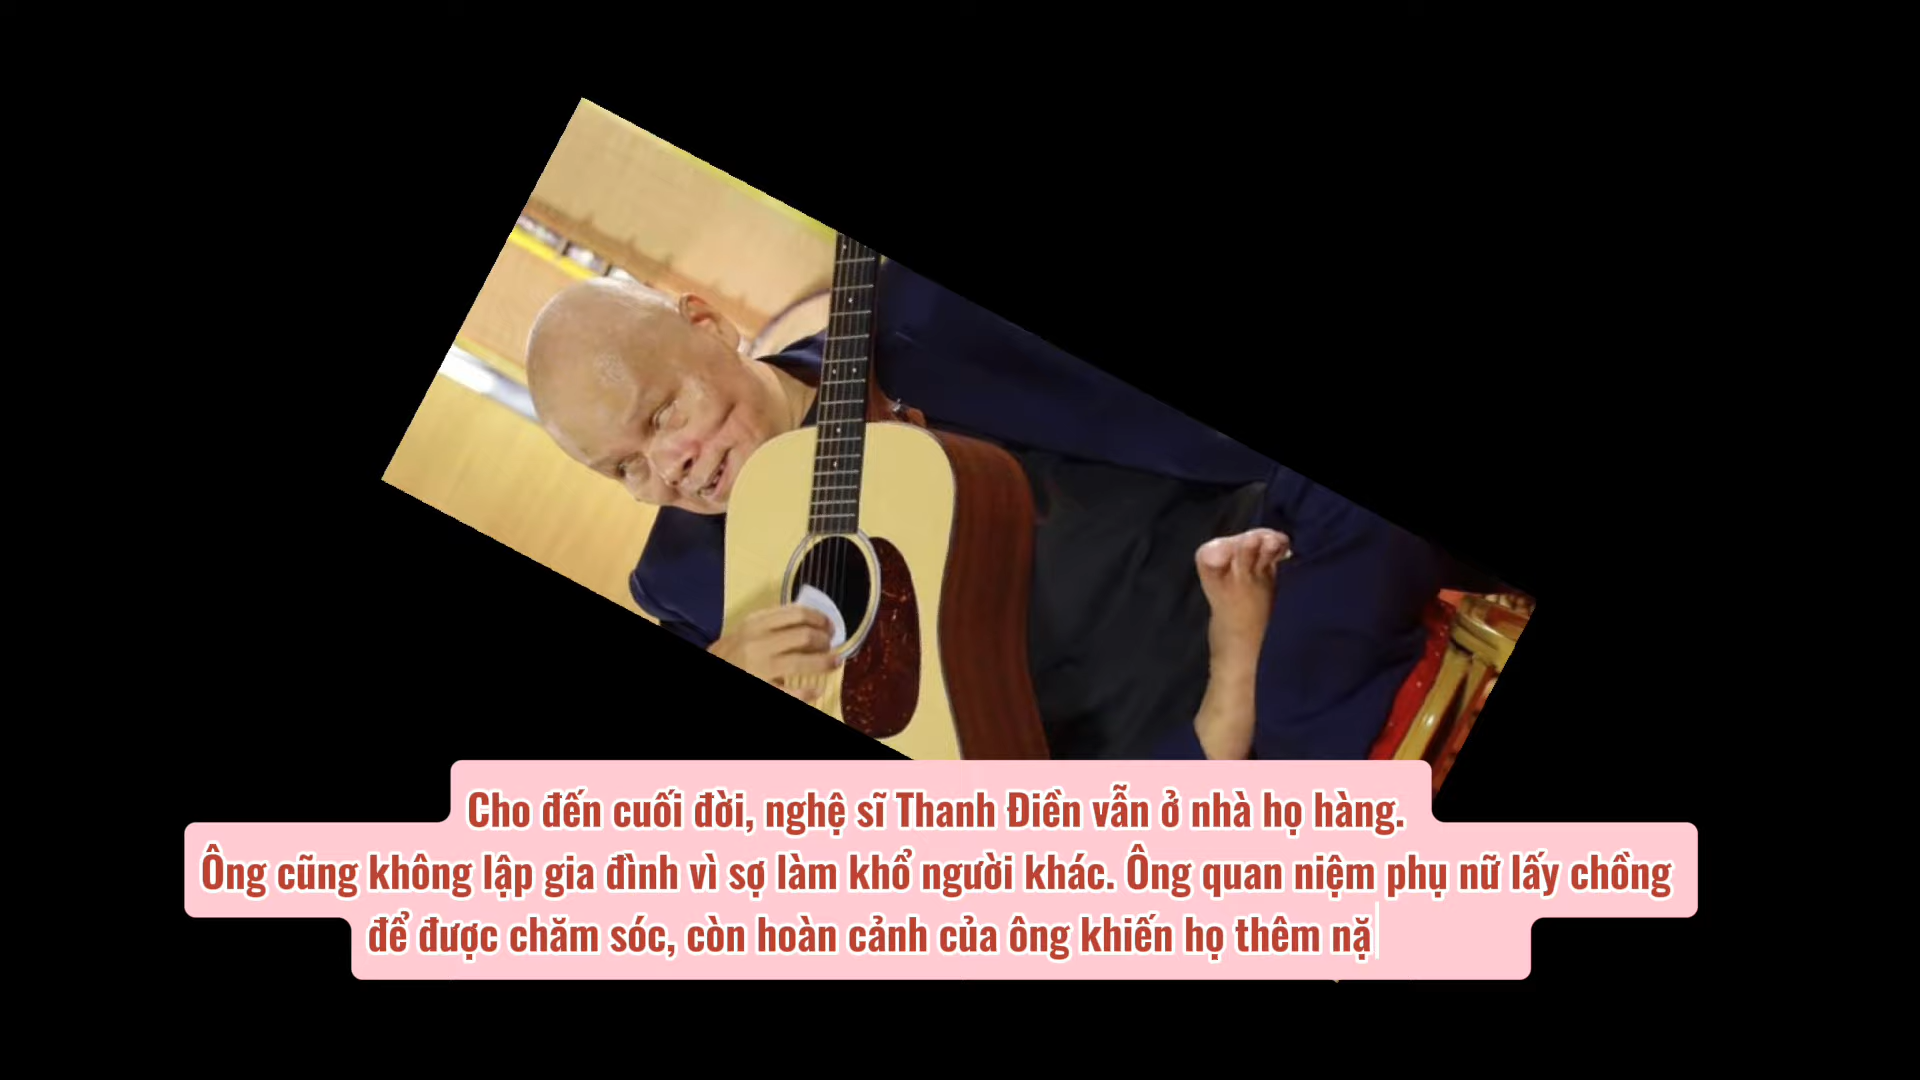 Cho đến cuối đời, nghệ sĩ Thanh Điền vẫn ở nhà họ hàng.
Ông cũng không lập gia đình vì sợ làm khổ người khác. Ông quan niệm phụ nữ lấy chồng
để được chăm sóc, còn hoàn cảnh của ông khiến họ thêm nặ